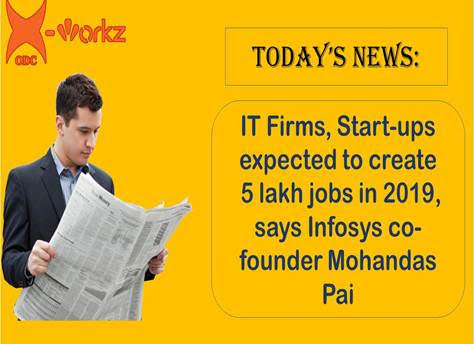 X-workz
ODC
TODAY'S NEWS:
IT Firms, Start-ups
expected to create
5 lakh jobs in 2019,
says Infosys co-
founder Mohandas
Pai